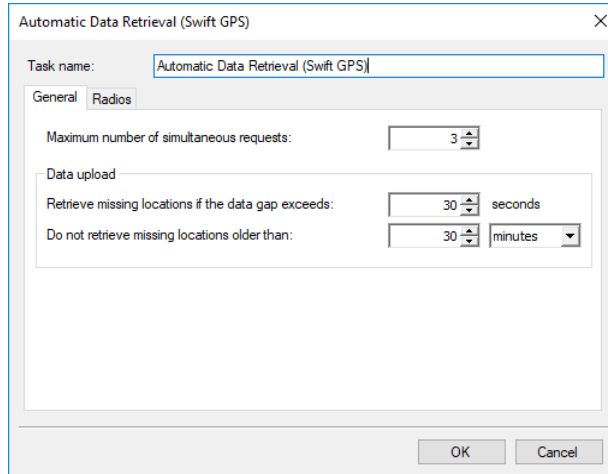 Automatic Data Retrieval (Swift GPS)
Task name: Automatic Data Retrieval (Swift GPS)
General Radios
Maximum number of simultaneous requests: 3
Data upload
Retrieve missing locations if the data gap exceeds: 30 seconds
Do not retrieve missing locations older than: 30 minutes
OK Cancel